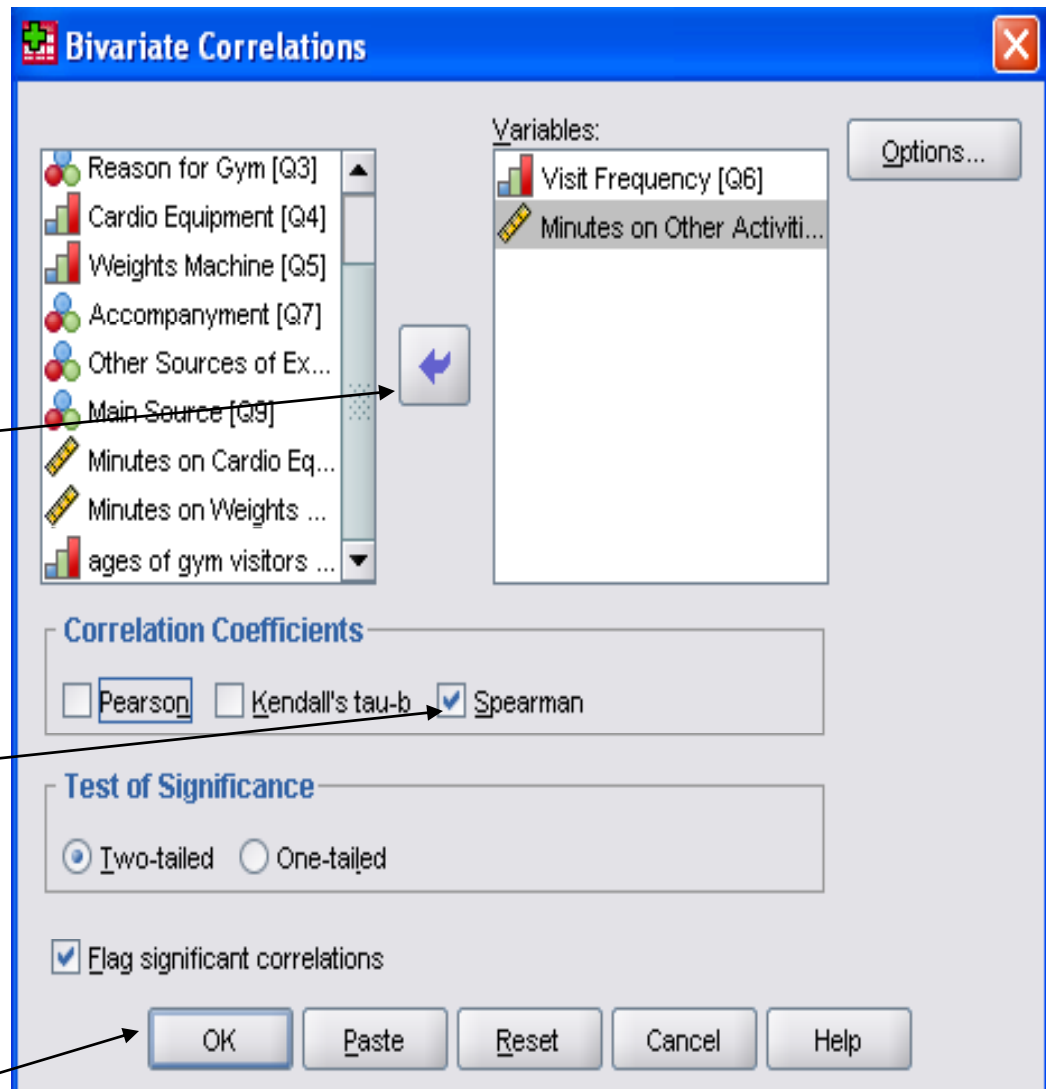 Bivariate Correlations
Variables:
Options...
Reason for Gym [Q3]
Cardio Equipment [Q4]
Weights Machine [Q5]
Accompanyment [Q7]
Other Sources of Ex...
Main Source [Q9]
Minutes on Cardio Eq...
Minutes on Weights ...
ages of gym visitors ...
Visit Frequency [Q6]
Minutes on Other Activiti...
Correlation Coefficients
Pearson Kendall's tau-b Spearman
Test of Significance
Two-tailed One-tailed
Flag significant correlations
OK Paste Reset Cancel Help